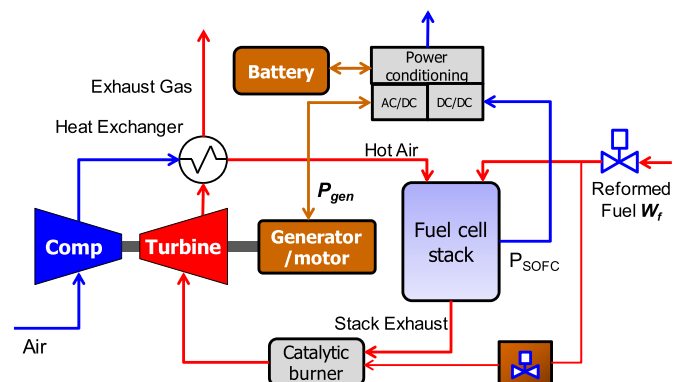 Power
conditioning
Battery
AC/DC
DC/DC
Exhaust Gas
Heat Exchanger
Hot Air
Reformed
Fuel W_f
P_gen
Fuel cell
stack
Comp
Turbine
Generator
/motor
P_SOFC
Stack Exhaust
Air
Catalytic
burner